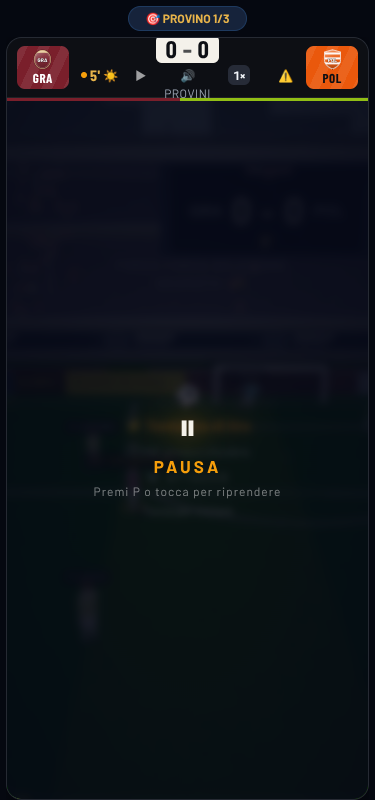 🎯 PROVINO 1/3
0 - 0
GRA
5' ☀️
▶
🔊
1×
⚠️
POL
PROVINI
PAUSA
Premi P o tocca per riprendere